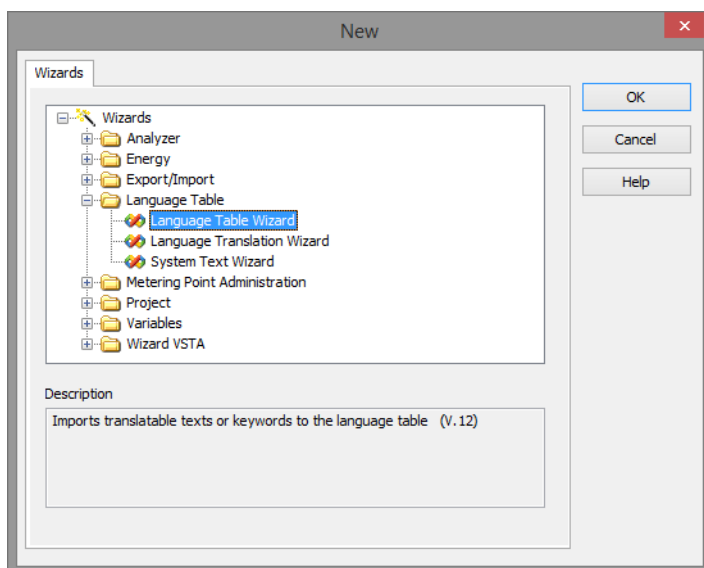 New
Wizards
OK
Cancel
Help
Wizards
Analyzer
Energy
Export/Import
Language Table
Language Table Wizard
Language Translation Wizard
System Text Wizard
Metering Point Administration
Project
Variables
Wizard VSTA
Description
Imports translatable texts or keywords to the language table (V.12)